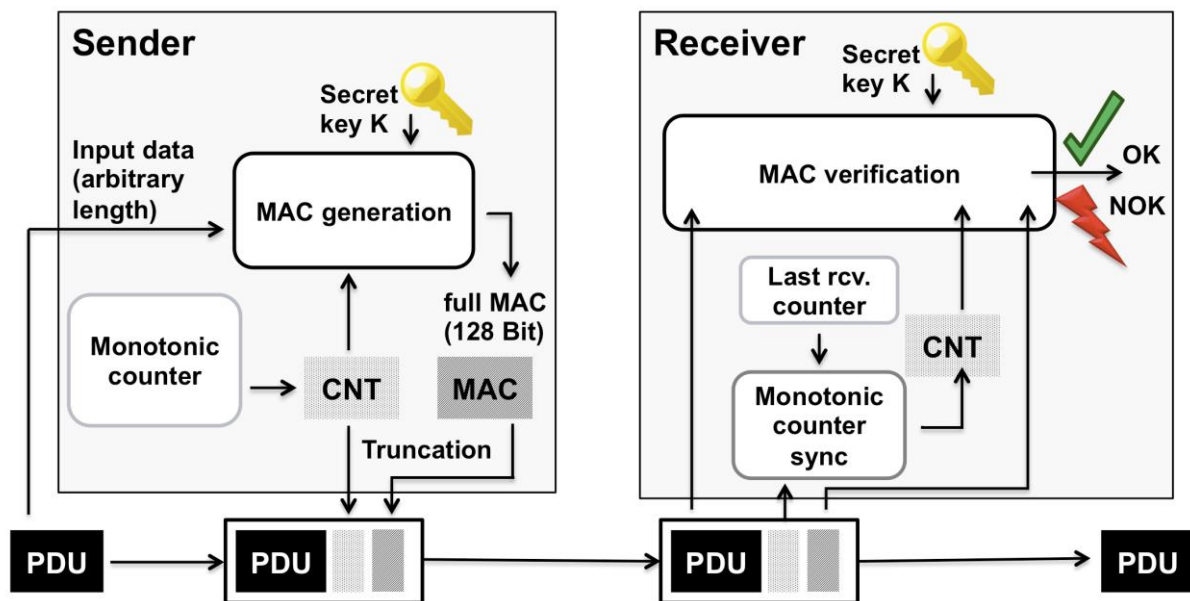 Sender
Secret
key K
Input data
(arbitrary
length)
MAC generation
full MAC
(128 Bit)
Monotonic
counter
CNT
MAC
Truncation
Receiver
Secret
key K
MAC verification
OK
NOK
Last rcv.
counter
CNT
Monotonic
counter
sync
PDU
PDU
PDU
PDU